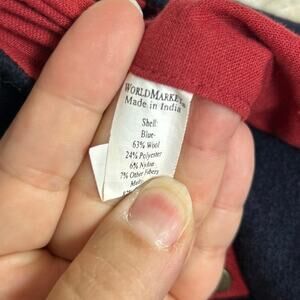 WORLDMARKET
Made in India
Shell:
Blue-
63% Wool
24% Polyester
6% Nylon
7% Other Fibers